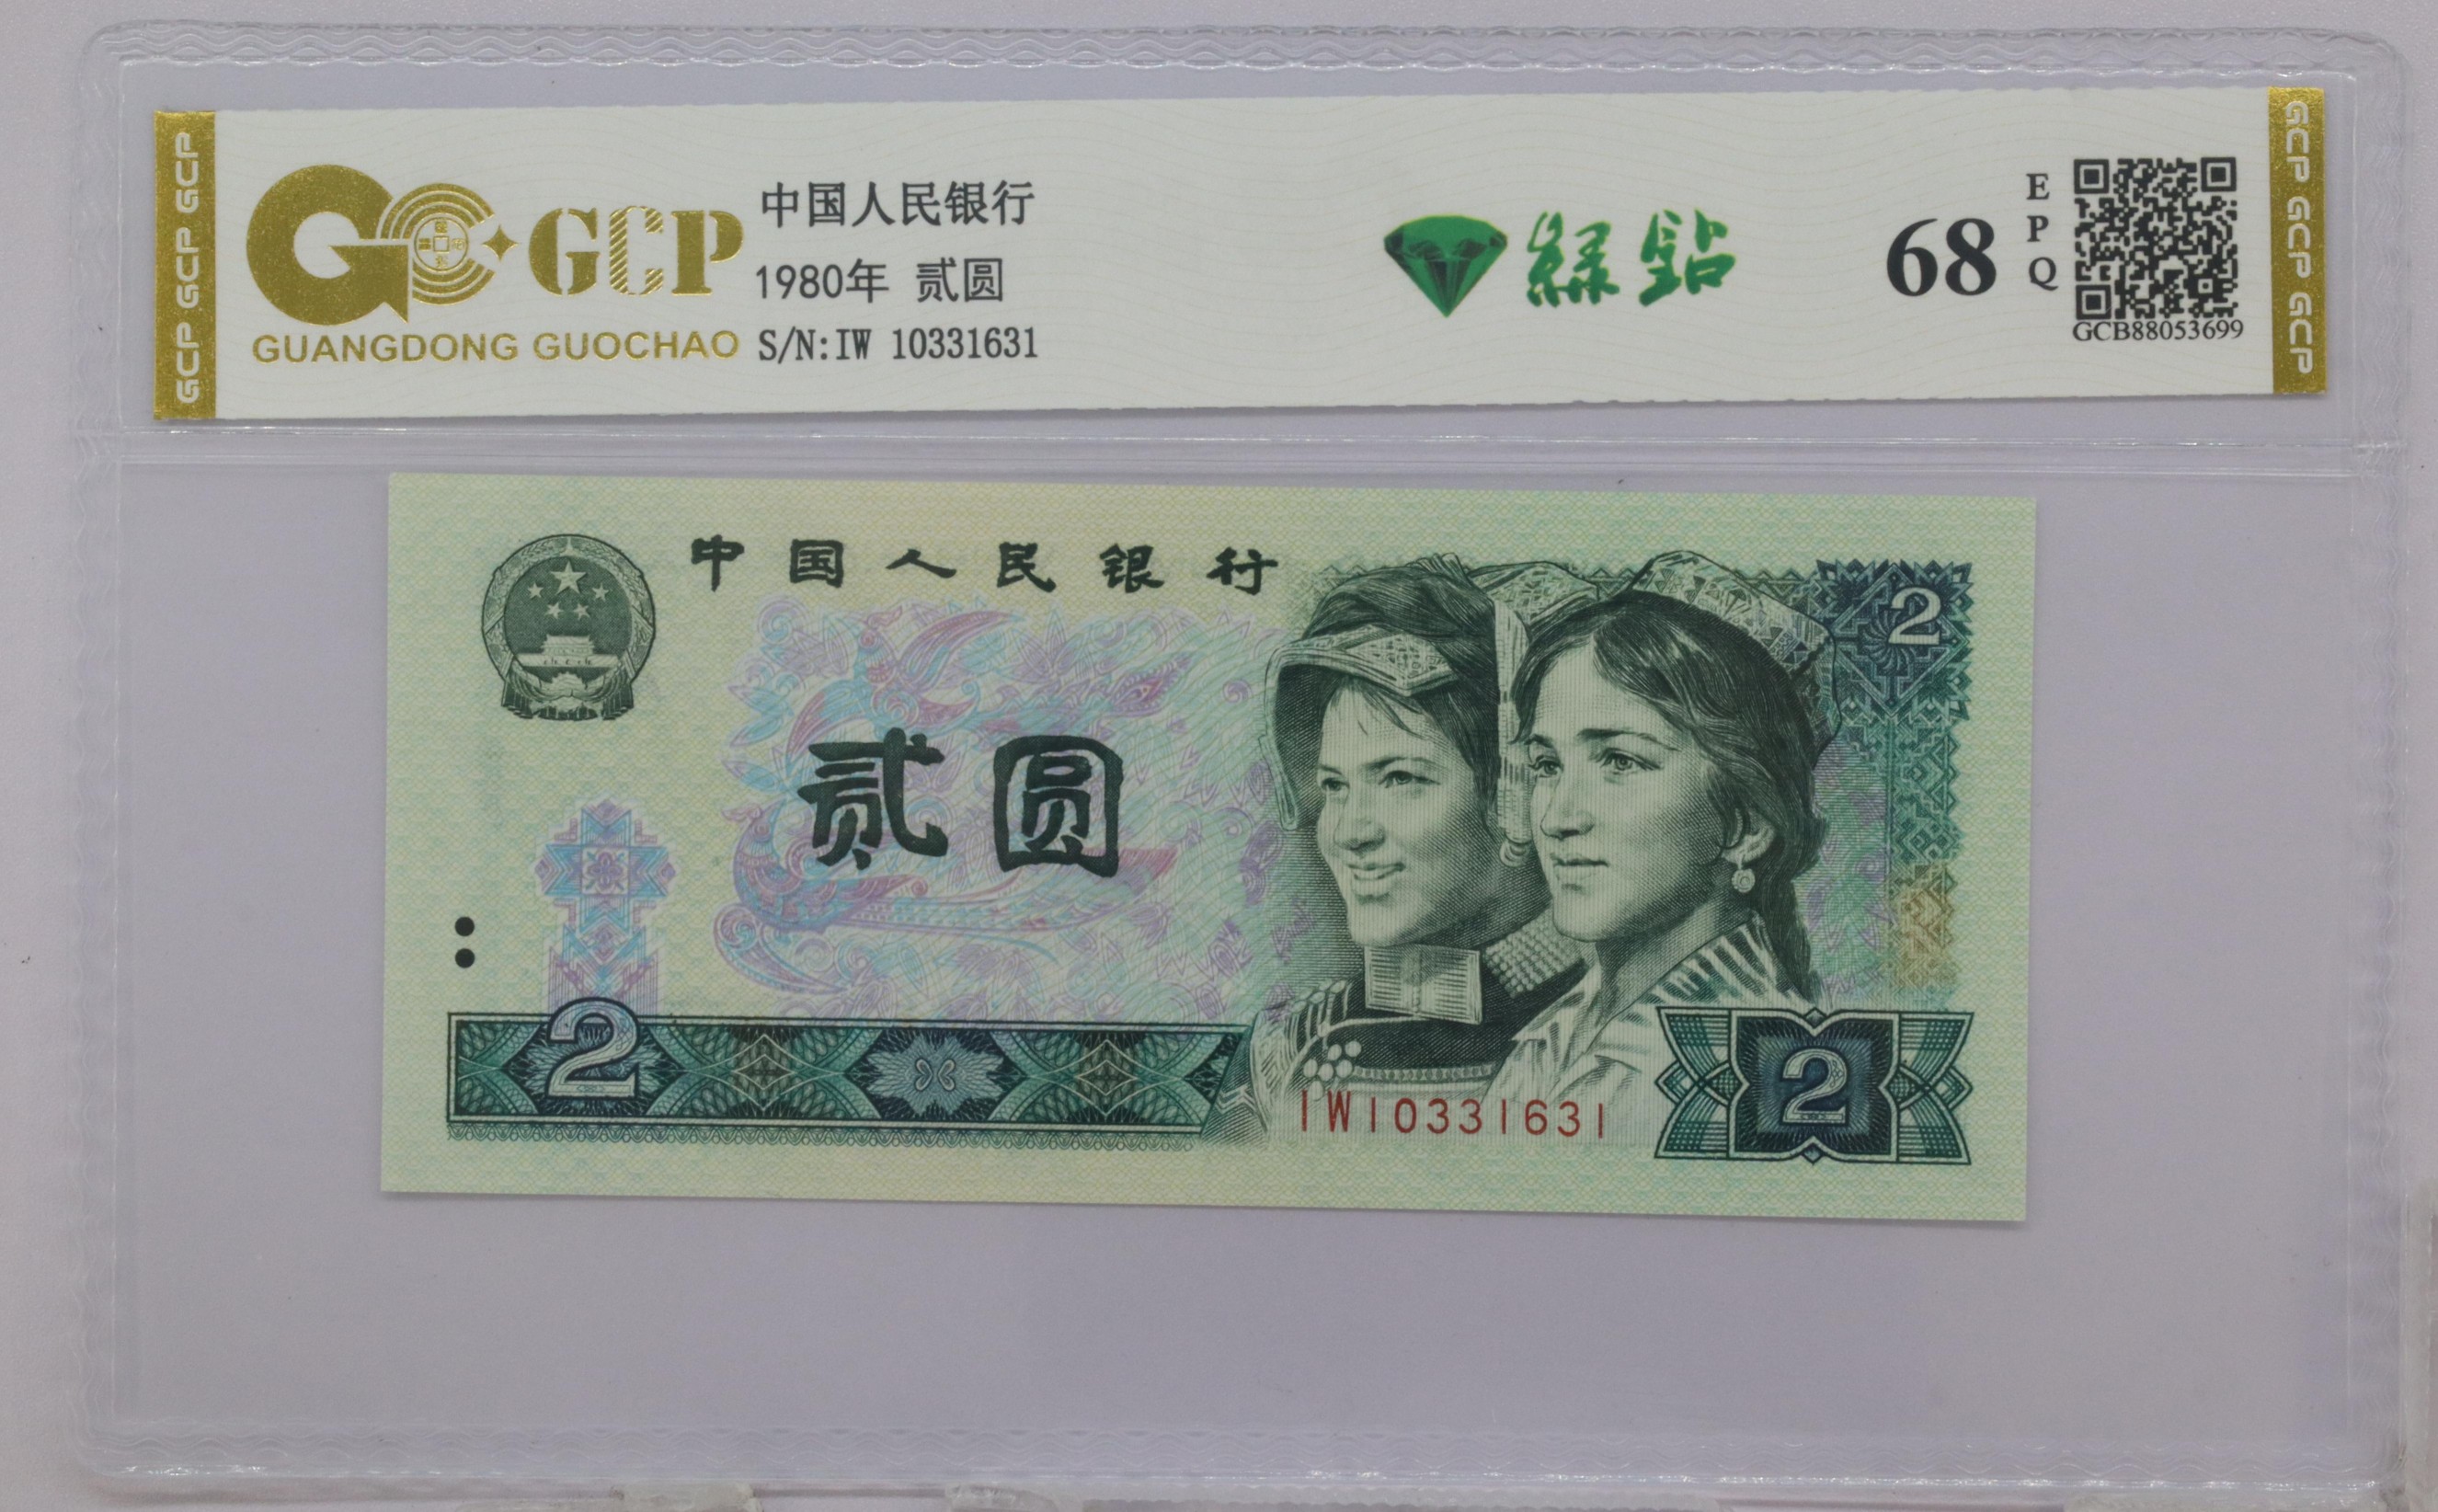 GCP GCP GCP
GCP
GUANGDONG GUOCHAO
中国人民银行
1980年 贰圆
S/N:IW 10331631
綠鉆
68
EPQ
GCB88053699
GCP GCP GCP
中国人民银行
2
贰圆
2
IW10331631
2